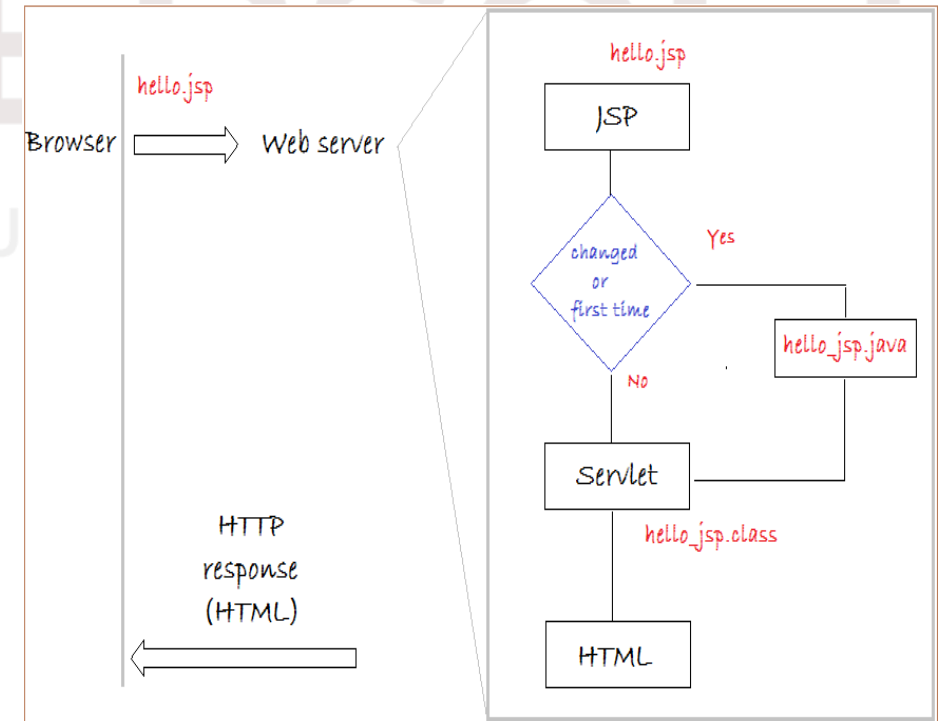 hello.jsp
Browser
Web server
HTTP
response
(HTML)
hello.jsp
JSP
changed
or
first time
Yes
hello_jsp.java
No
Servlet
hello_jsp.class
HTML